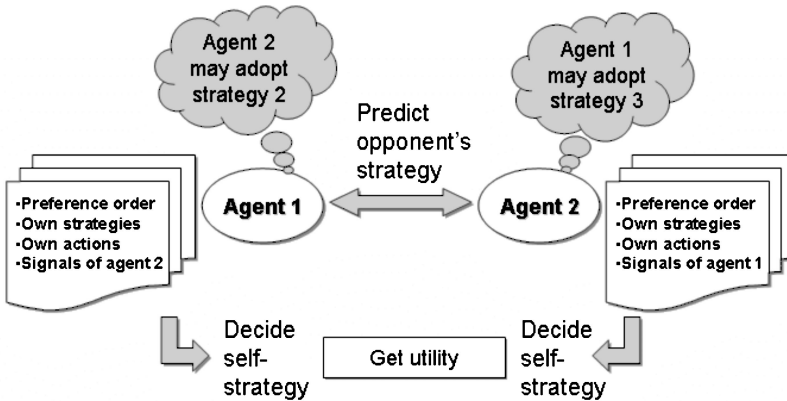 Agent 2
may adopt
strategy 2
Agent 1
may adopt
strategy 3
Predict
opponent's
strategy
•Preference order
•Own strategies
•Own actions
•Signals of agent 2
Agent 1
Agent 2
•Preference order
•Own strategies
•Own actions
•Signals of agent 1
Decide
self-
strategy
Get utility
Decide
self-
strategy